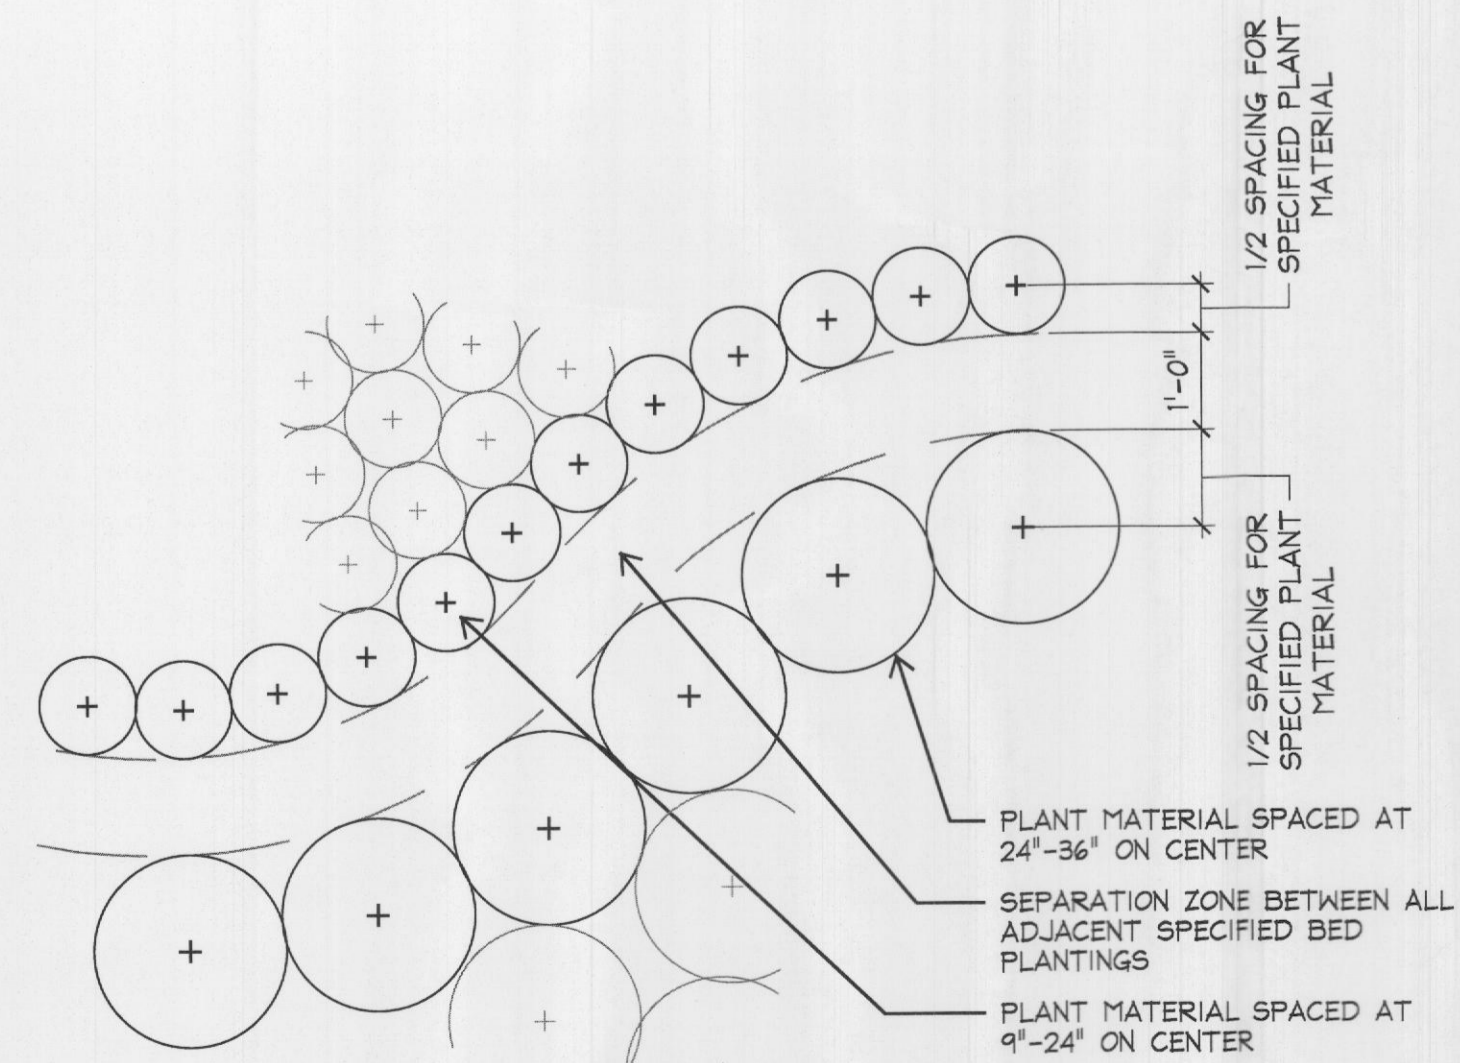 1/2 SPACING FOR
SPECIFIED PLANT
MATERIAL
1'-0"
1/2 SPACING FOR
SPECIFIED PLANT
MATERIAL
PLANT MATERIAL SPACED AT
24"-36" ON CENTER
SEPARATION ZONE BETWEEN ALL
ADJACENT SPECIFIED BED
PLANTINGS
PLANT MATERIAL SPACED AT
9"-24" ON CENTER